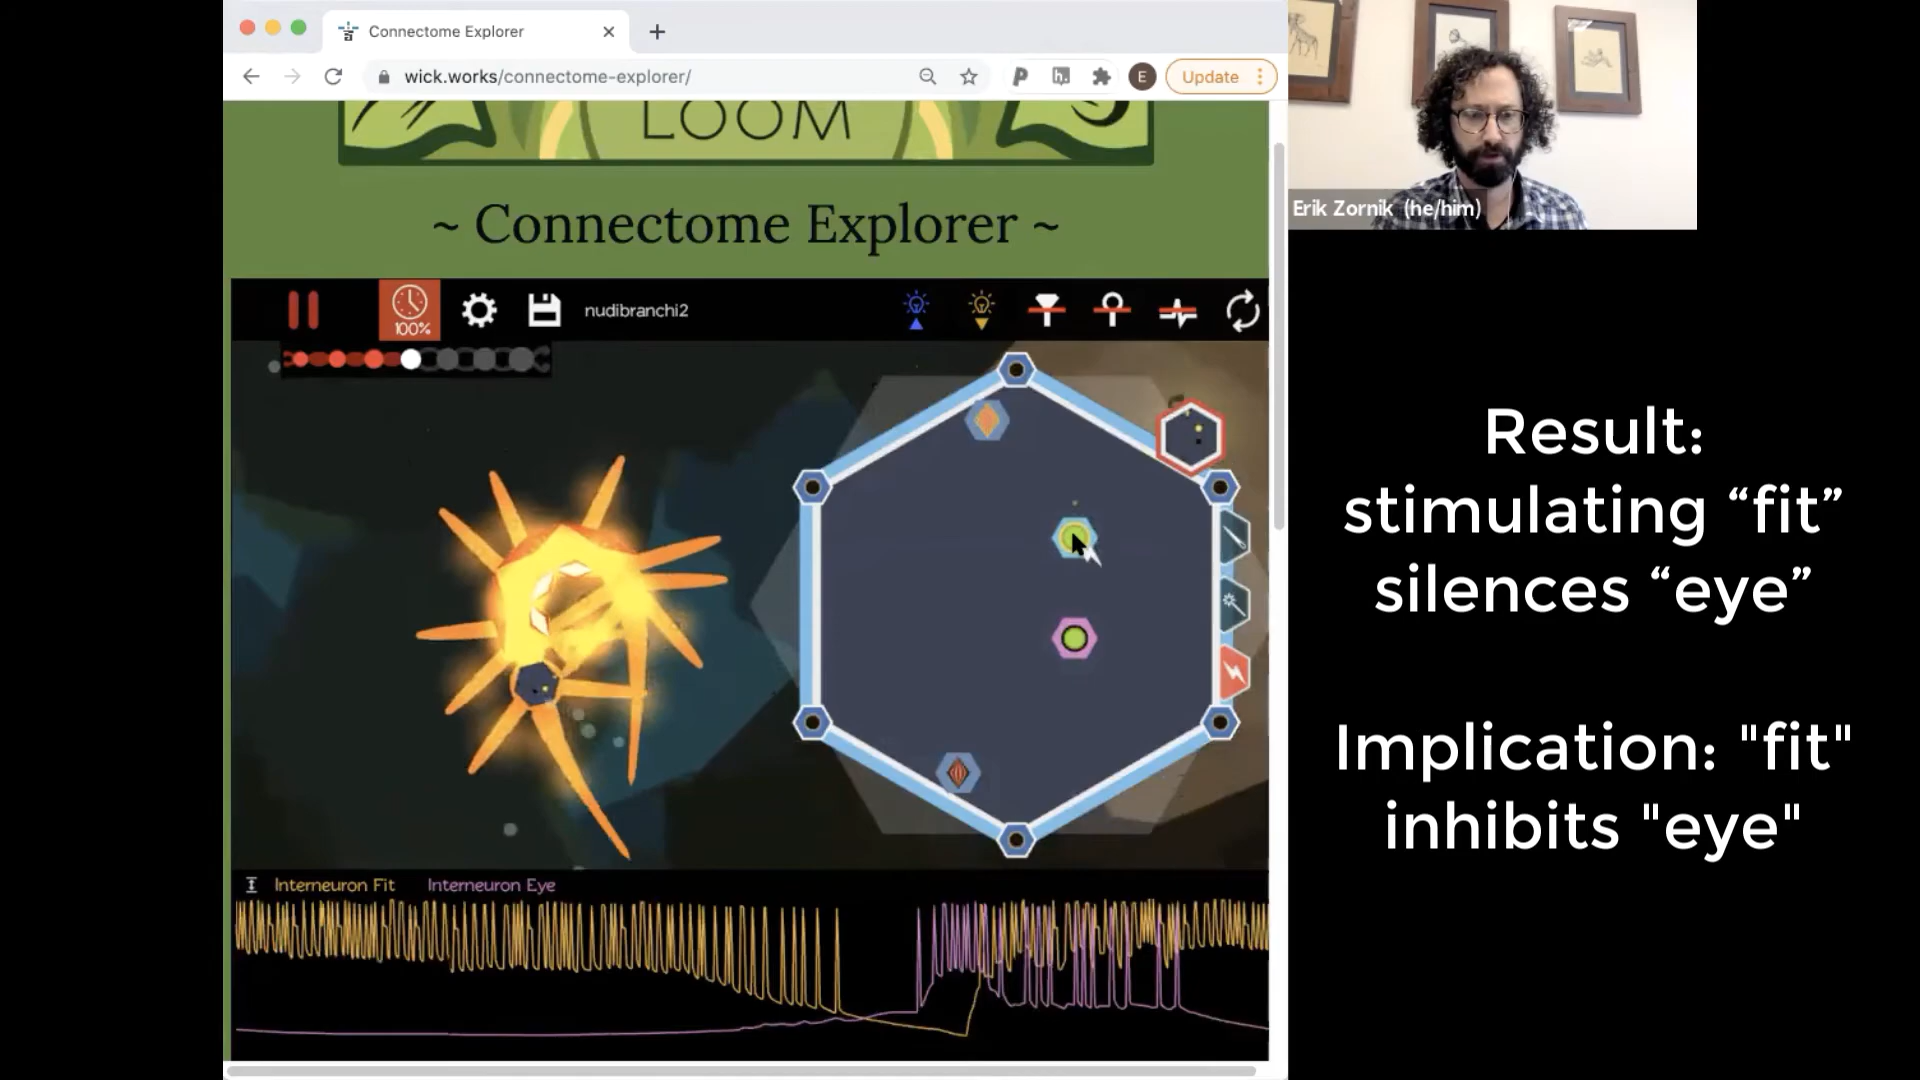 Connectome Explorer
wick.works/connectome-explorer/
E
Update
LOOM
~ Connectome Explorer ~
100%
nudibranchi2
Interneuron Fit
Interneuron Eye
Erik Zornik (he/him)
Result:
stimulating “fit”
silences “eye”
Implication: "fit"
inhibits "eye"